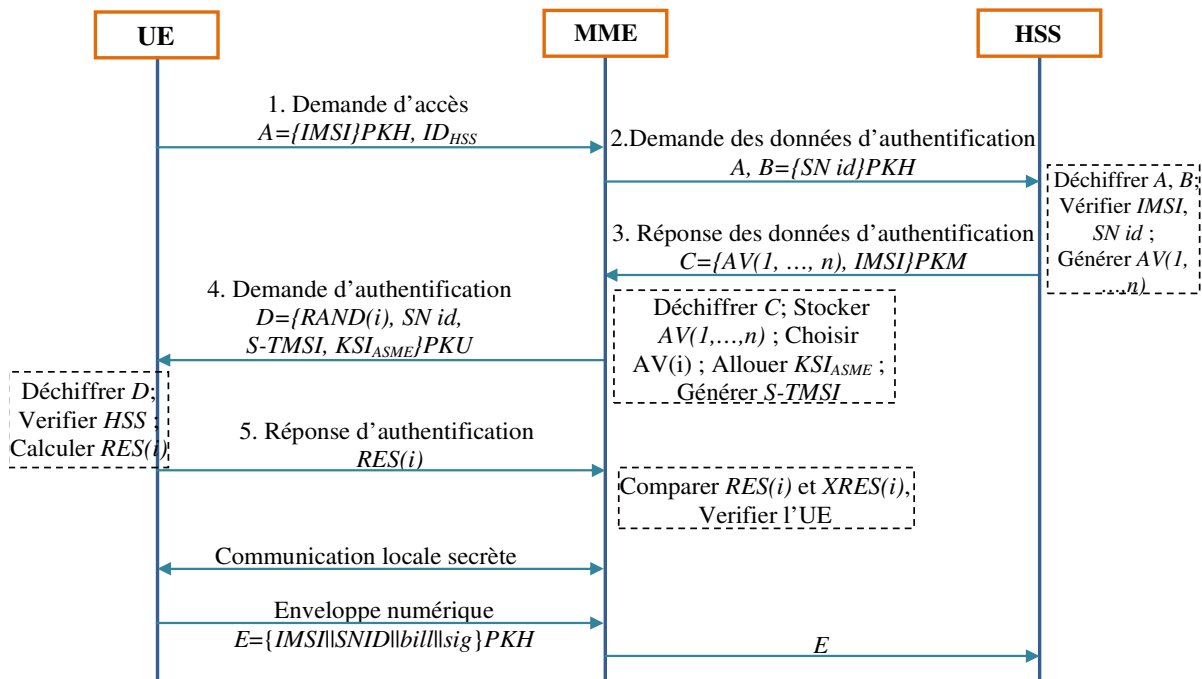 UE
MME
HSS
1. Demande d'accès
A={IMSI}PKH, ID_HSS
2.Demande des données d'authentification
A, B={SN id}PKH
Déchiffrer A, B;
Vérifier IMSI,
SN id ;
Générer AV(1,
…,n)
3. Réponse des données d'authentification
C={AV(1, …, n), IMSI}PKM
4. Demande d'authentification
D={RAND(i), SN id,
S-TMSI, KSI_ASME}PKU
Déchiffrer C; Stocker
AV(1,…,n) ; Choisir
AV(i) ; Allouer KSI_ASME ;
Générer S-TMSI
Déchiffrer D;
Verifier HSS ;
Calculer RES(i)
5. Réponse d'authentification
RES(i)
Comparer RES(i) et XRES(i),
Verifier l'UE
Communication locale secrète
Enveloppe numérique
E={IMSI||SNID||bill||sig}PKH
E